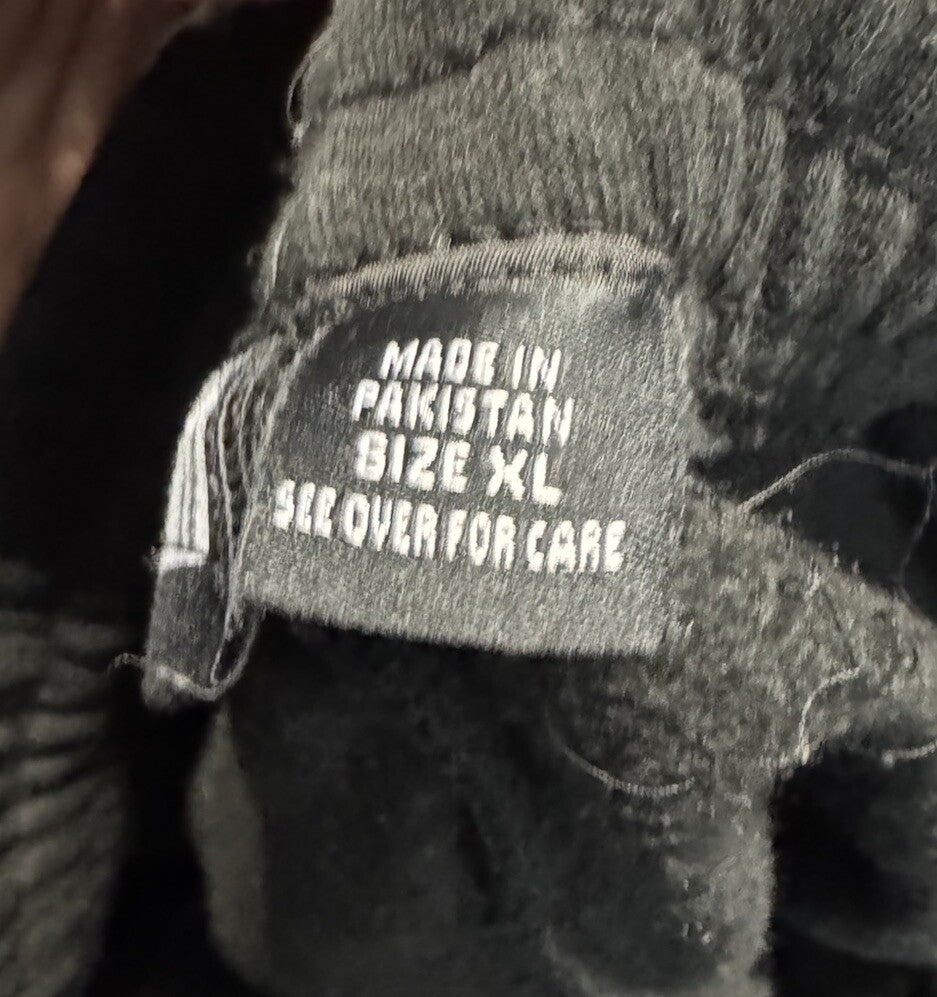 MADE IN
PAKISTAN
SIZE XL
SEE OVER FOR CARE